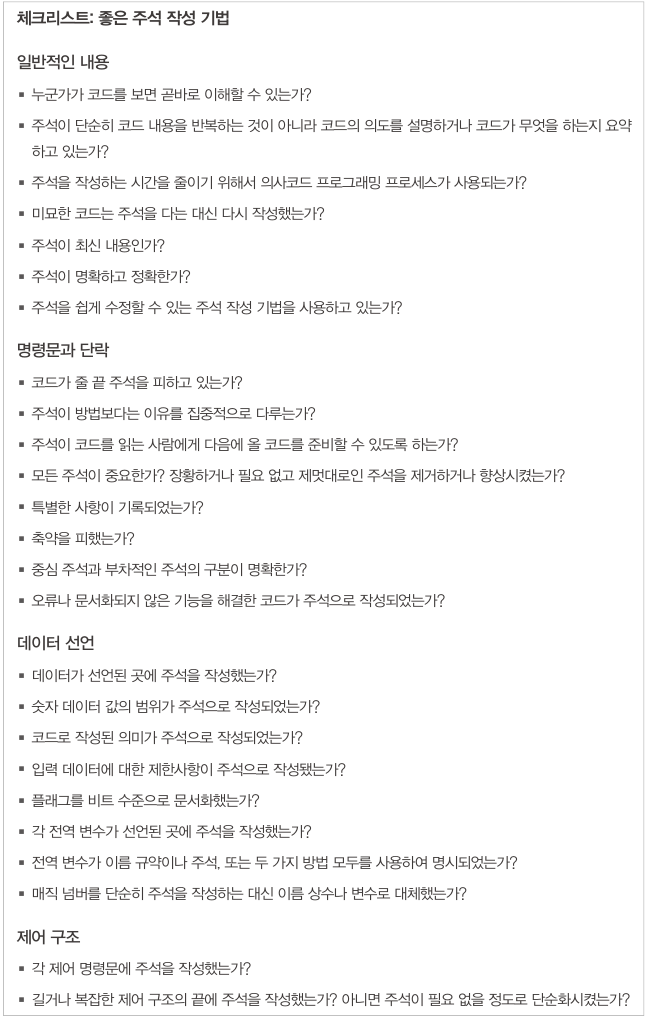 체크리스트: 좋은 주석 작성 기법
일반적인 내용
▪ 누군가가 코드를 보면 곧바로 이해할 수 있는가?
▪ 주석이 단순히 코드 내용을 반복하는 것이 아니라 코드의 의도를 설명하거나 코드가 무엇을 하는지 요약
하고 있는가?
▪ 주석을 작성하는 시간을 줄이기 위해서 의사코드 프로그래밍 프로세스가 사용되는가?
▪ 미묘한 코드는 주석을 다는 대신 다시 작성했는가?
▪ 주석이 최신 내용인가?
▪ 주석이 명확하고 정확한가?
▪ 주석을 쉽게 수정할 수 있는 주석 작성 기법을 사용하고 있는가?
명령문과 단락
▪ 코드가 줄 끝 주석을 피하고 있는가?
▪ 주석이 방법보다는 이유를 집중적으로 다루는가?
▪ 주석이 코드를 읽는 사람에게 다음에 올 코드를 준비할 수 있도록 하는가?
▪ 모든 주석이 중요한가? 장황하거나 필요 없고 제멋대로인 주석을 제거하거나 향상시켰는가?
▪ 특별한 사항이 기록되었는가?
▪ 축약을 피했는가?
▪ 중심 주석과 부차적인 주석의 구분이 명확한가?
▪ 오류나 문서화되지 않은 기능을 해결한 코드가 주석으로 작성되었는가?
데이터 선언
▪ 데이터가 선언된 곳에 주석을 작성했는가?
▪ 숫자 데이터 값의 범위가 주석으로 작성되었는가?
▪ 코드로 작성된 의미가 주석으로 작성되었는가?
▪ 입력 데이터에 대한 제한사항이 주석으로 작성됐는가?
▪ 플래그를 비트 수준으로 문서화했는가?
▪ 각 전역 변수가 선언된 곳에 주석을 작성했는가?
▪ 전역 변수가 이름 규약이나 주석, 또는 두 가지 방법 모두를 사용하여 명시되었는가?
▪ 매직 넘버를 단순히 주석을 작성하는 대신 이름 상수나 변수로 대체했는가?
제어 구조
▪ 각 제어 명령문에 주석을 작성했는가?
▪ 길거나 복잡한 제어 구조의 끝에 주석을 작성했는가? 아니면 주석이 필요 없을 정도로 단순화시켰는가?